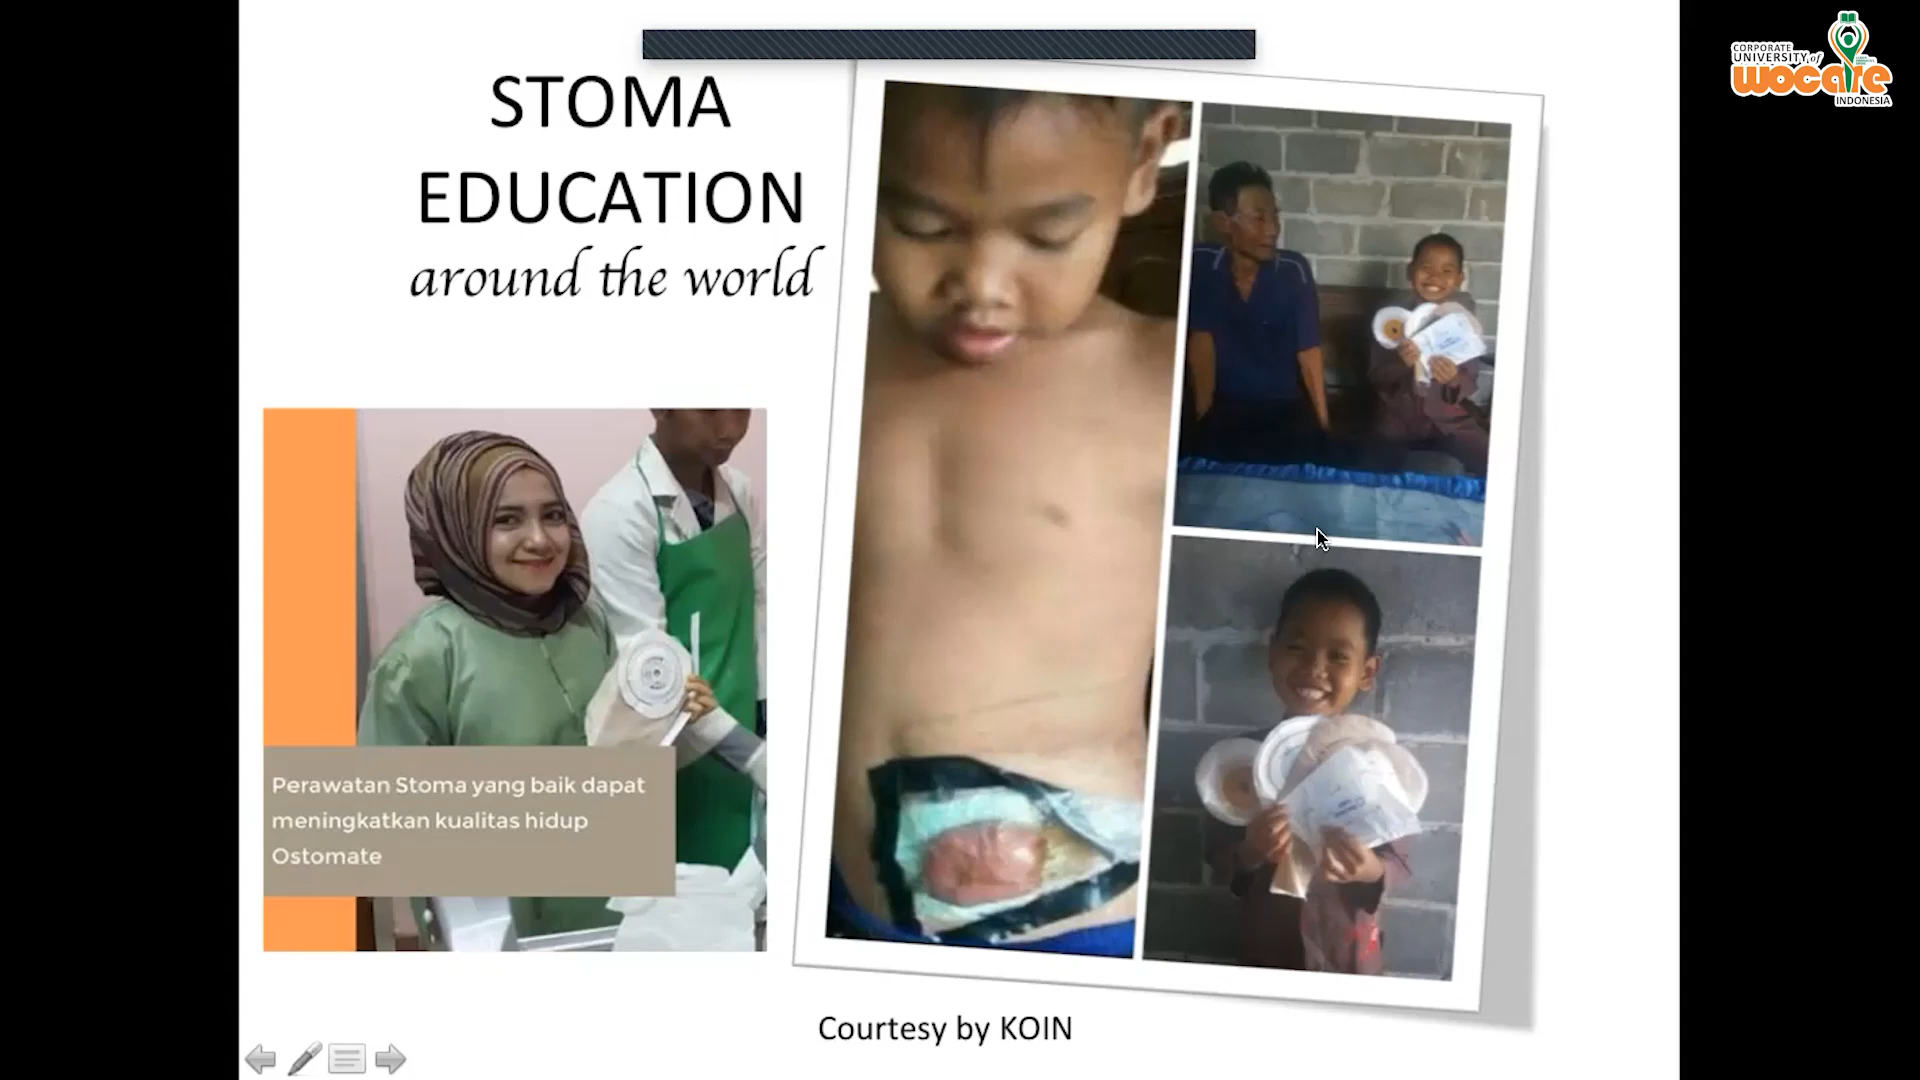 STOMA
EDUCATION
around the world
CORPORATE
UNIVERSITY of
wocare
INDONESIA
Perawatan Stoma yang baik dapat
meningkatkan kualitas hidup
Ostomate
Courtesy by KOIN